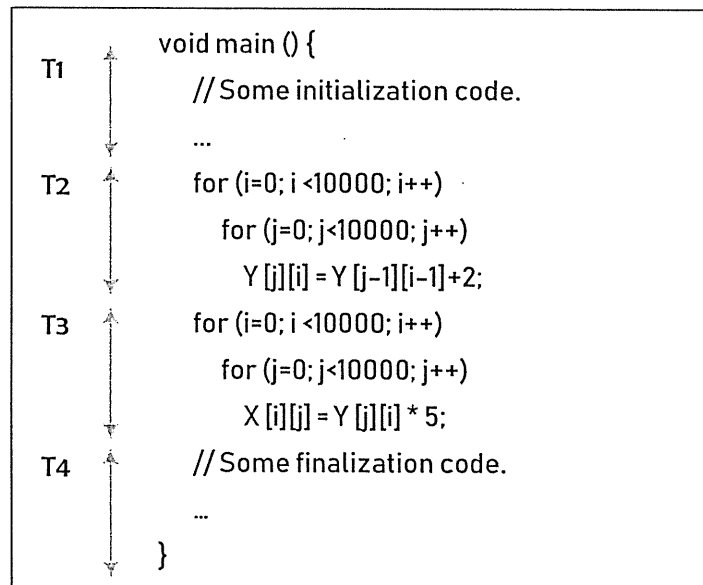 void main () {
T1
// Some initialization code.
...
T2 for (i=0; i <10000; i++)
for (j=0; j<10000; j++)
Y [j][i] = Y [j-1][i-1]+2;
T3 for (i=0; i <10000; i++)
for (j=0; j<10000; j++)
X [i][j] = Y [j][i] * 5;
T4 // Some finalization code.
...
}